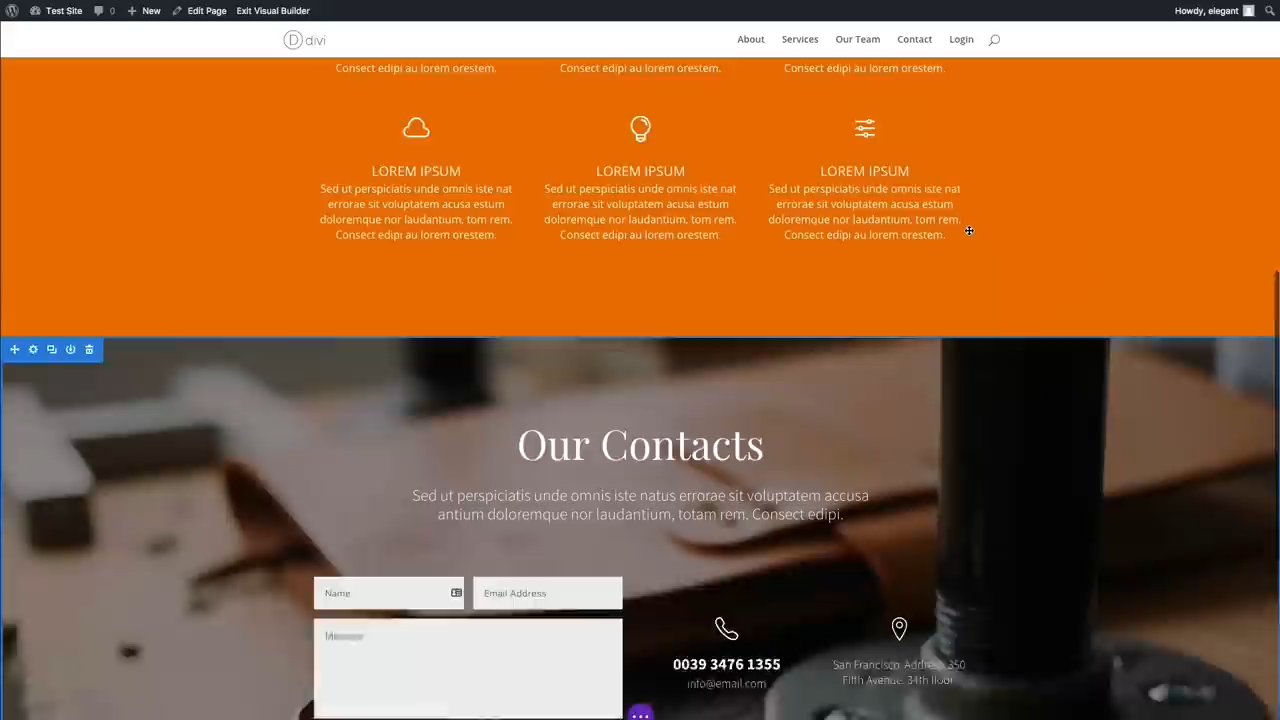 Test Site 0 New Edit Page Exit Visual Builder Howdy, elegant
D divi About Services Our Team Contact Login
Consect edipi au lorem orestem. Consect edipi au lorem orestem. Consect edipi au lorem orestem.
LOREM IPSUM LOREM IPSUM LOREM IPSUM
Sed ut perspiciatis unde omnis iste nat Sed ut perspiciatis unde omnis iste nat Sed ut perspiciatis unde omnis iste nat
errorae sit voluptatem acusa estum errorae sit voluptatem acusa estum errorae sit voluptatem acusa estum
doloremque nor laudantium, tom rem. doloremque nor laudantium, tom rem. doloremque nor laudantium, tom rem.
Consect edipi au lorem orestem. Consect edipi au lorem orestem. Consect edipi au lorem orestem.
Our Contacts
Sed ut perspiciatis unde omnis iste natus errorae sit voluptatem accusa
antium doloremque nor laudantium, totam rem. Consect edipi.
Name Email Address
Message
0039 3476 1355 San Francisco, Address 350
info@email.com Fifth Avenue, 34th floor